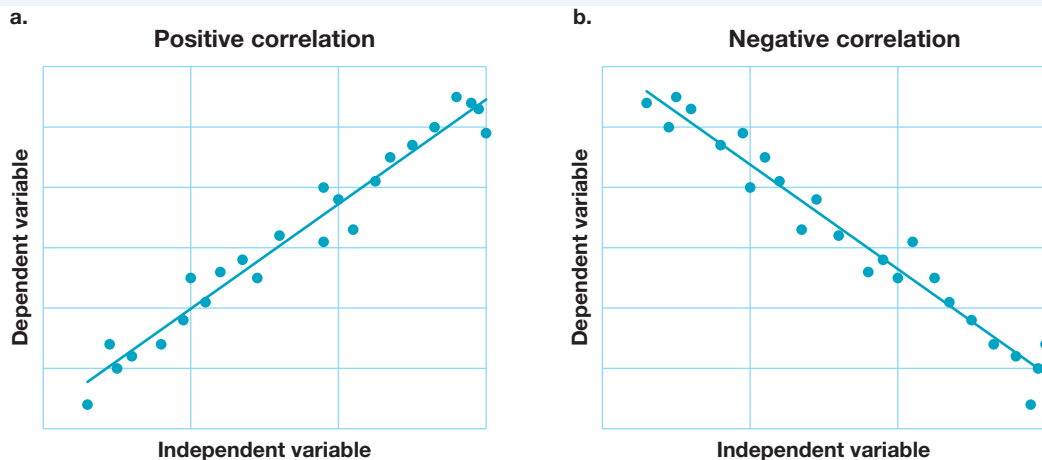 a.
Positive correlation
Dependent variable
Independent variable
b.
Negative correlation
Dependent variable
Independent variable